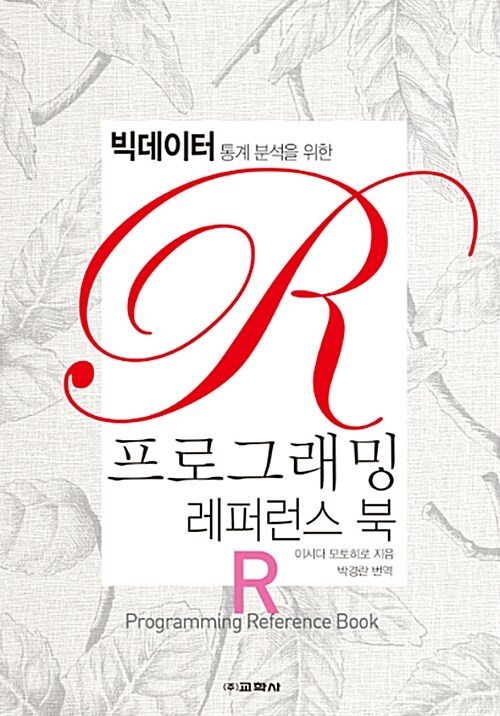 빅데이터 통계 분석을 위한
R
프로그래밍
레퍼런스 북
이시다 모토히로 지음
박경란 번역
R
Programming Reference Book
(주)교학사